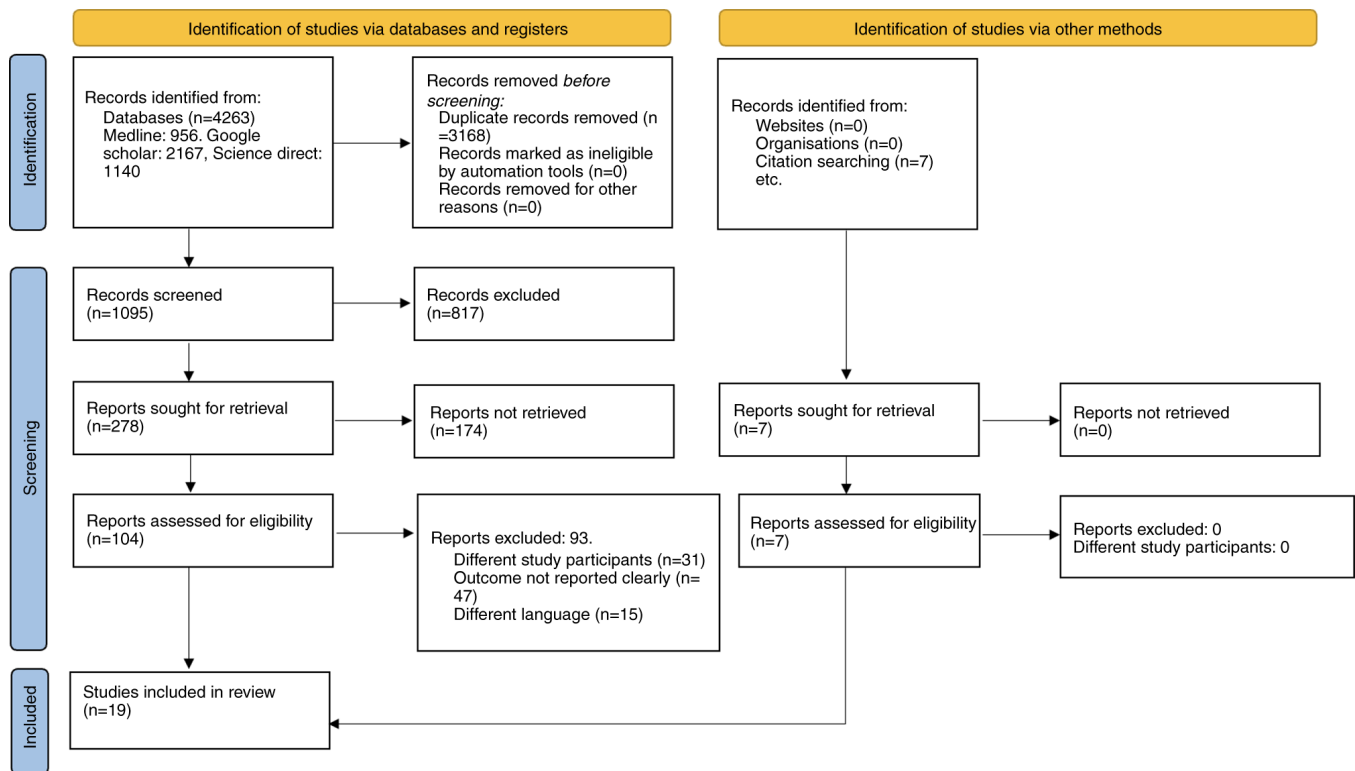 Identification of studies via databases and registers
Identification of studies via other methods
Identification
Records identified from:
Databases (n=4263)
Medline: 956. Google
scholar: 2167, Science direct:
1140
Records removed before
screening:
Duplicate records removed (n
=3168)
Records marked as ineligible
by automation tools (n=0)
Records removed for other
reasons (n=0)
Records identified from:
Websites (n=0)
Organisations (n=0)
Citation searching (n=7)
etc.
Screening
Records screened
(n=1095)
Records excluded
(n=817)
Reports sought for retrieval
(n=278)
Reports not retrieved
(n=174)
Reports sought for retrieval
(n=7)
Reports not retrieved
(n=0)
Reports assessed for eligibility
(n=104)
Reports excluded: 93.
Different study participants (n=31)
Outcome not reported clearly (n=
47)
Different language (n=15)
Reports assessed for eligibility
(n=7)
Reports excluded: 0
Different study participants: 0
Included
Studies included in review
(n=19)